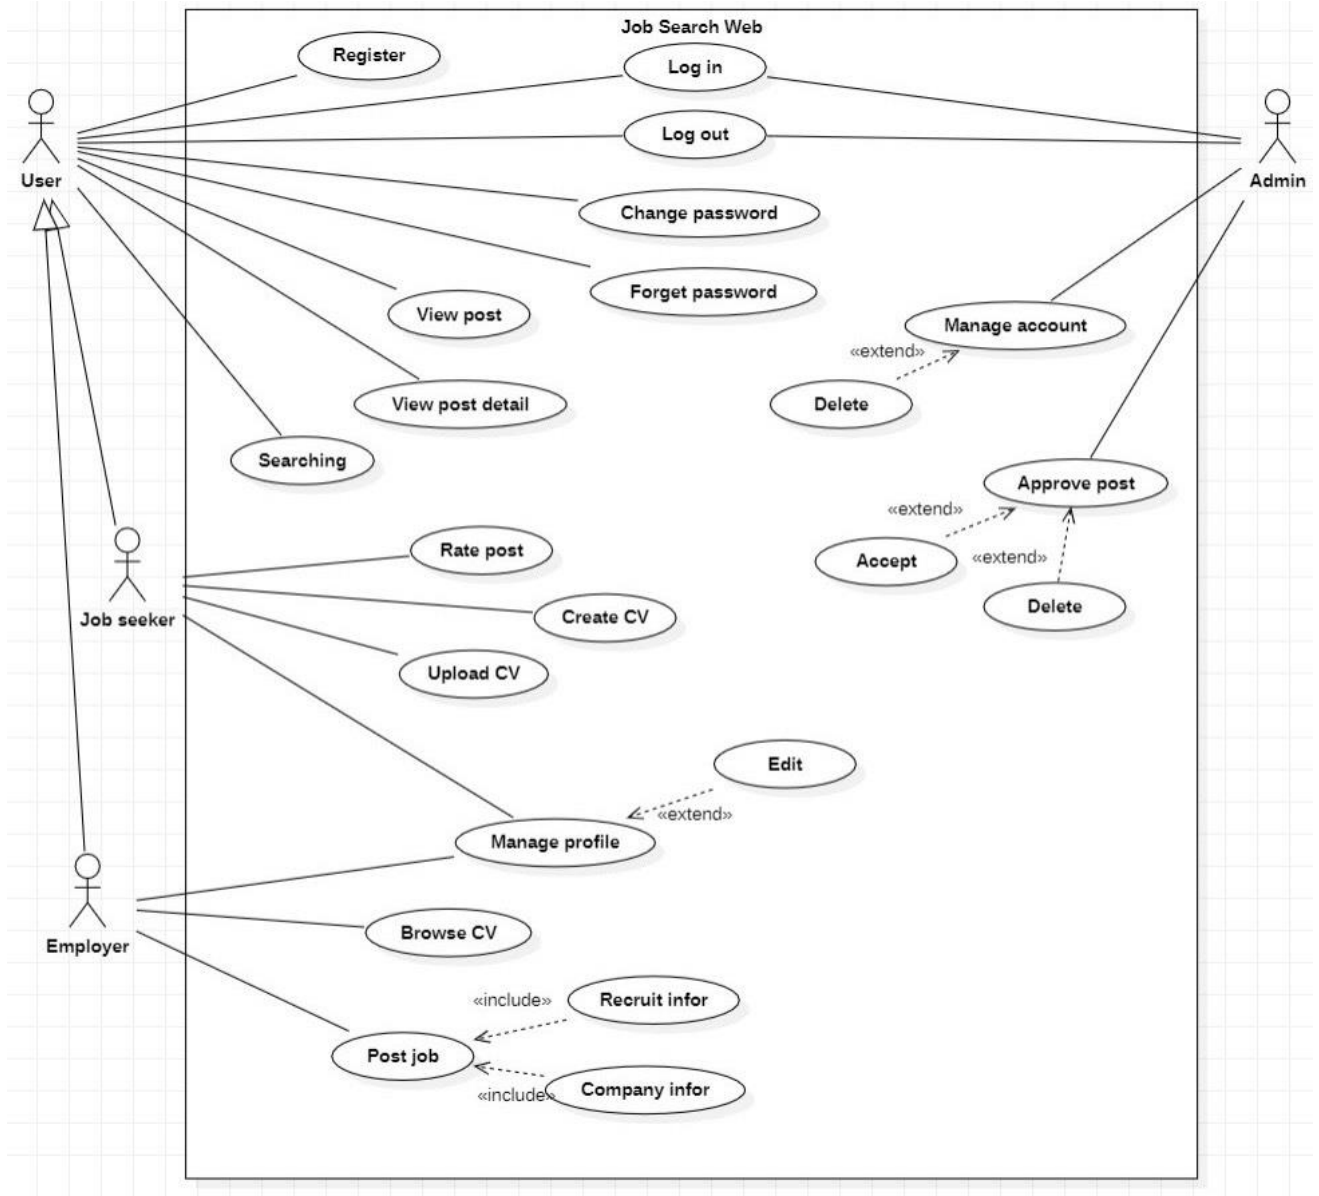 Job Search Web
Register
Log in
Log out
User
Admin
Change password
Forget password
View post
Manage account
«extend»
View post detail
Delete
Searching
Approve post
«extend»
Rate post
Accept
«extend»
Delete
Job seeker
Create CV
Upload CV
Edit
«extend»
Manage profile
Browse CV
Employer
«include»
Recruit infor
Post job
«include»
Company infor